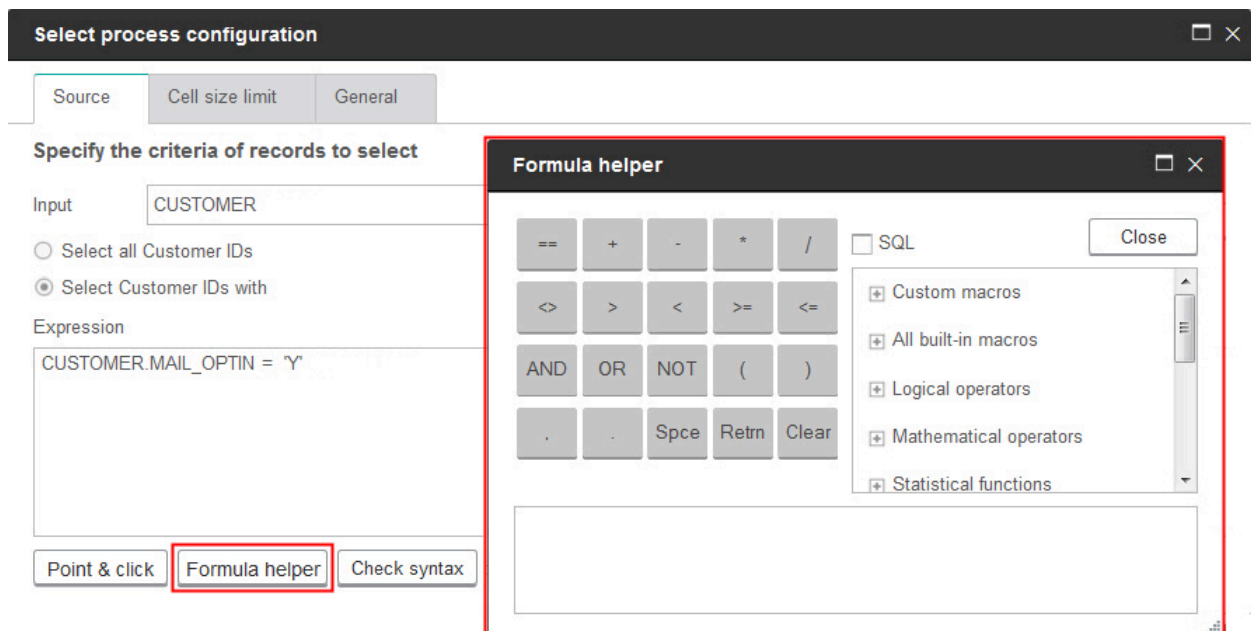 Select process configuration
Source Cell size limit General
Specify the criteria of records to select
Input CUSTOMER
Select all Customer IDs
Select Customer IDs with
Expression
CUSTOMER.MAIL_OPTIN = 'Y'
Point & click Formula helper Check syntax
Formula helper
== + - * /
<> > < >= <=
AND OR NOT ( )
, . Spce Retrn Clear
SQL Close
Custom macros
All built-in macros
Logical operators
Mathematical operators
Statistical functions